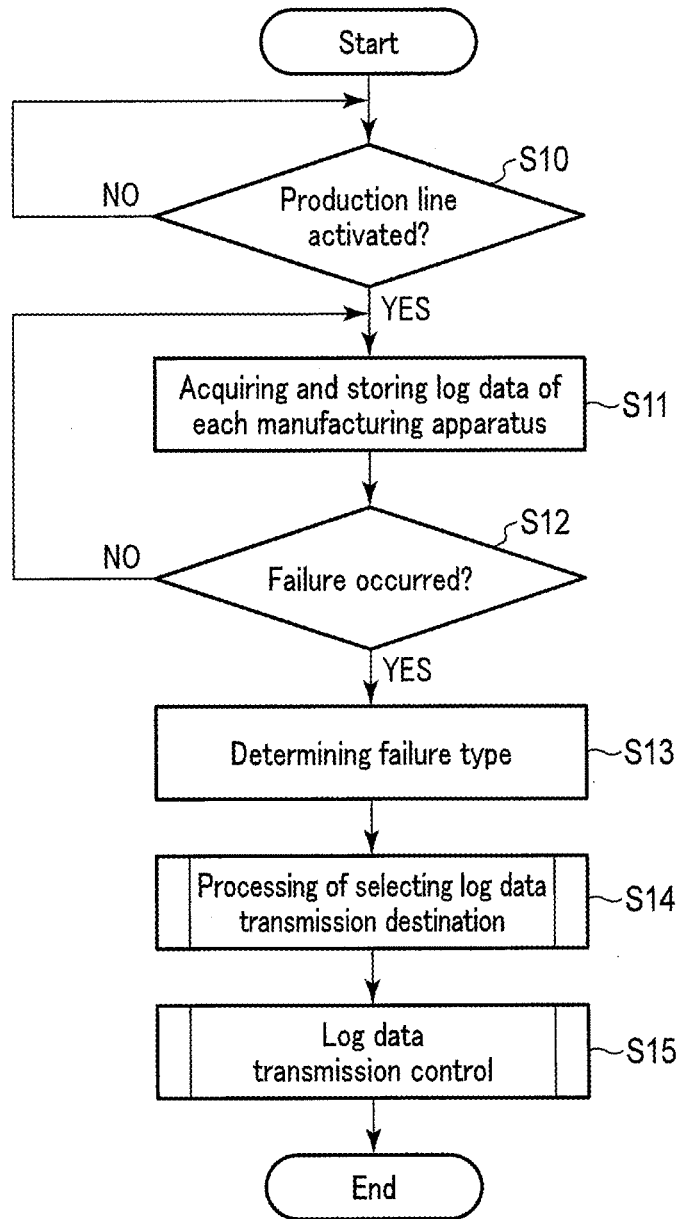 Start
S10
NO
Production line
activated?
YES
Acquiring and storing log data of
each manufacturing apparatus
S11
S12
NO
Failure occurred?
YES
Determining failure type
S13
Processing of selecting log data
transmission destination
S14
Log data
transmission control
S15
End